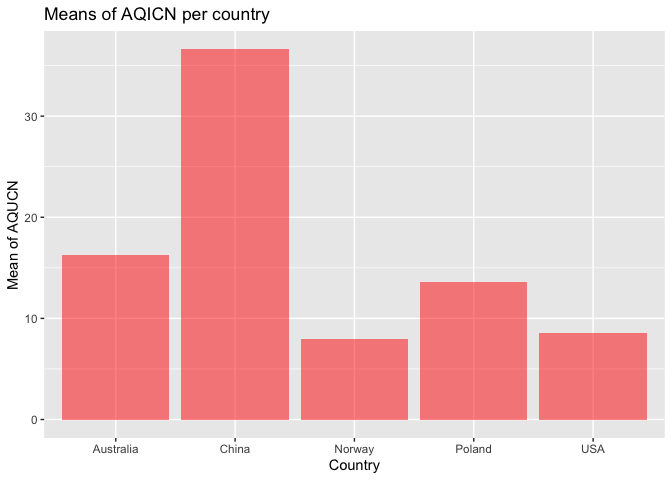 Means of AQICN per country
Mean of AQUCN
30
20
10
0
Australia China Norway Poland USA
Country